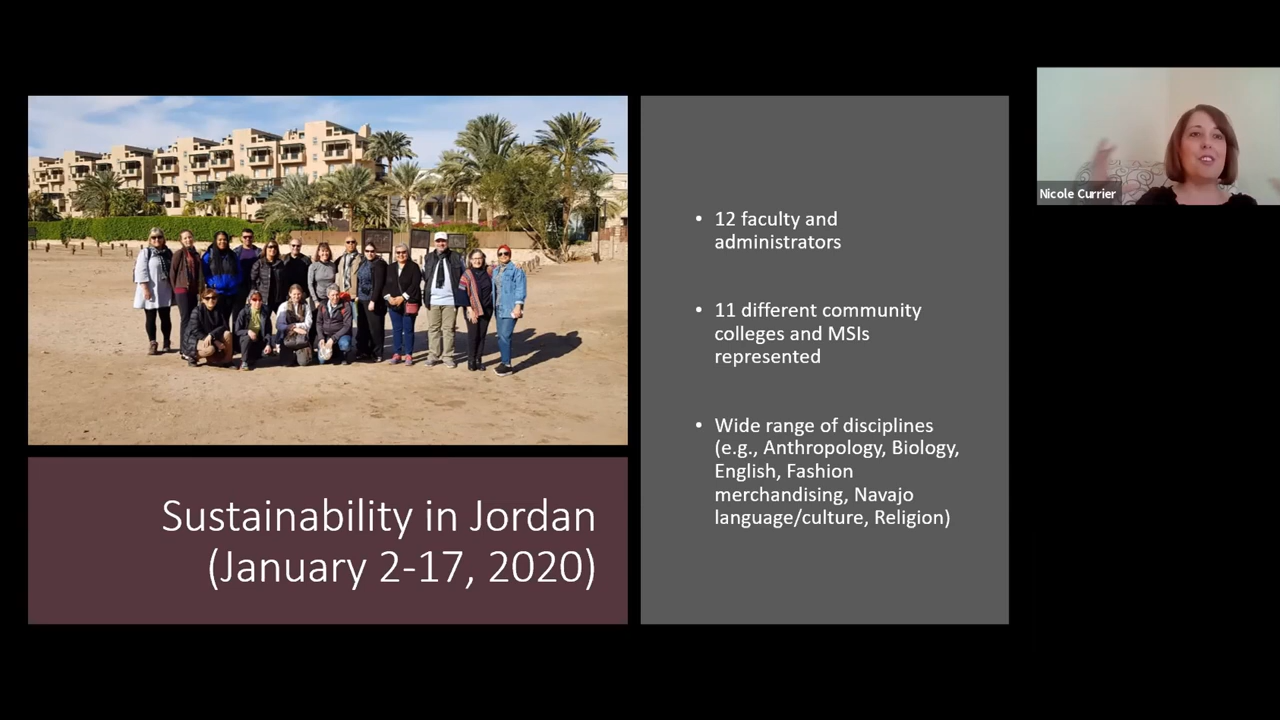 Sustainability in Jordan
(January 2-17, 2020)
• 12 faculty and
administrators
• 11 different community
colleges and MSIs
represented
• Wide range of disciplines
(e.g., Anthropology, Biology,
English, Fashion
merchandising, Navajo
language/culture, Religion)
Nicole Currier